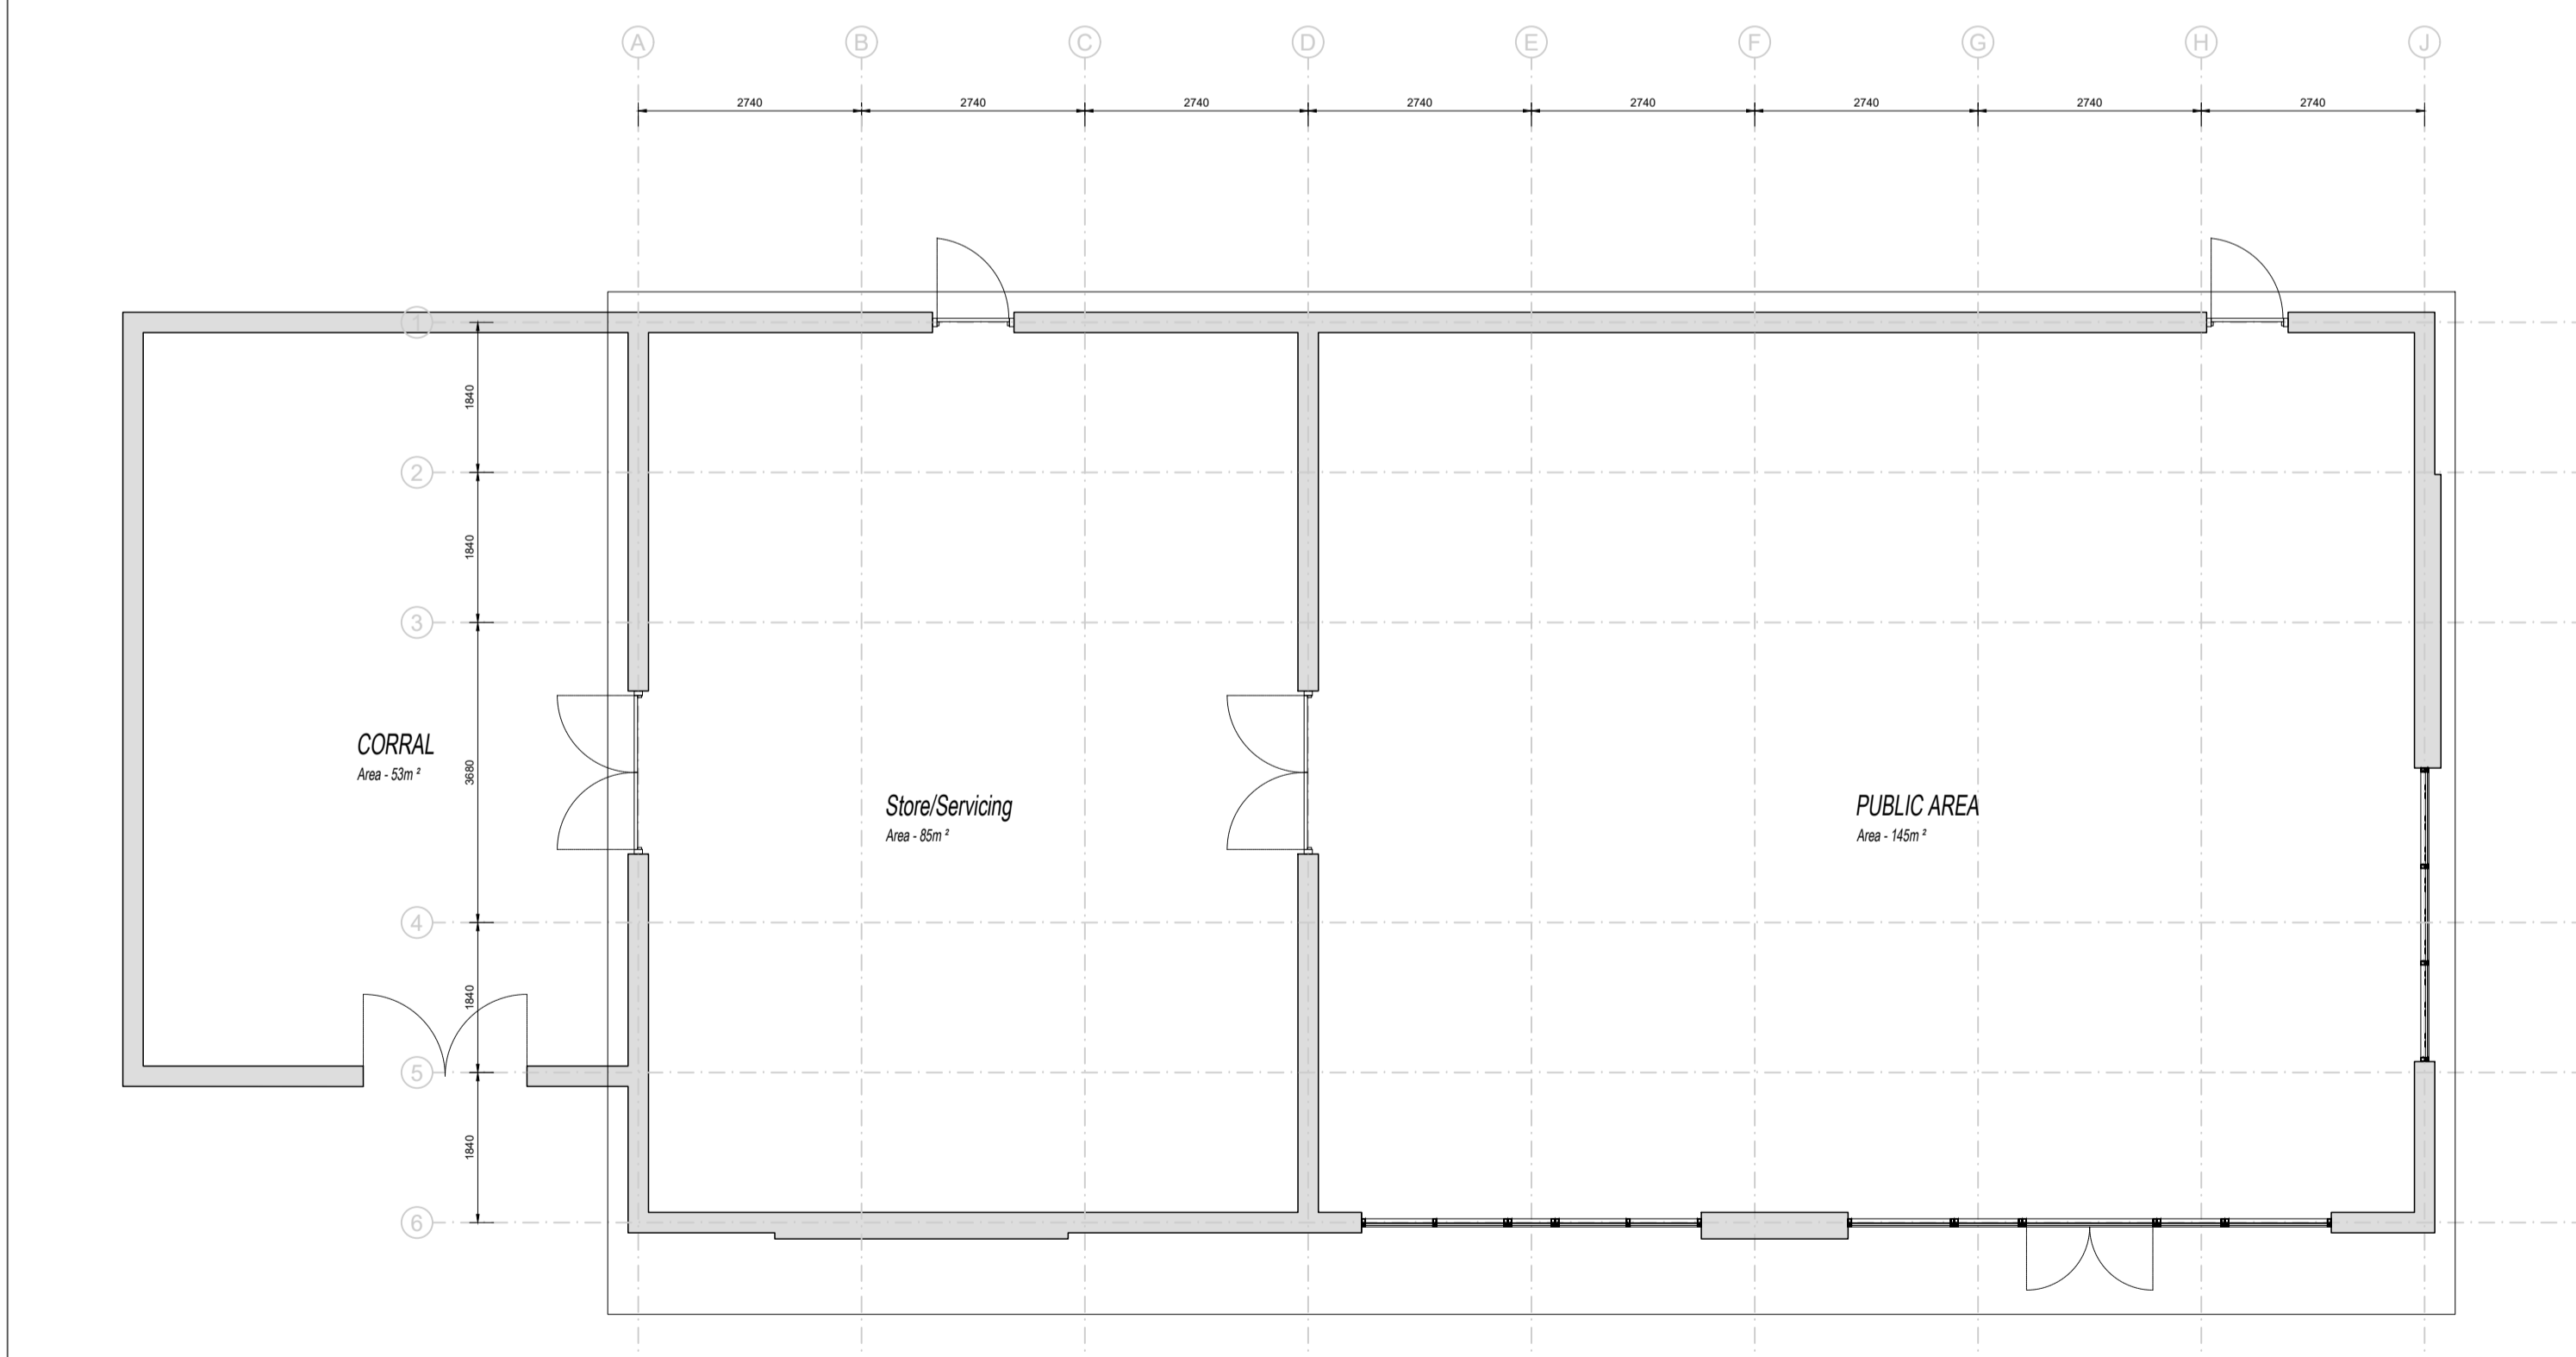 A B C D E F G H J
2740 2740 2740 2740 2740 2740 2740 2740
1
1840
2
1840
3
CORRAL
Area - 53m ²
3680
Store/Servicing
Area - 85m ²
PUBLIC AREA
Area - 145m ²
4
1840
5
1840
6